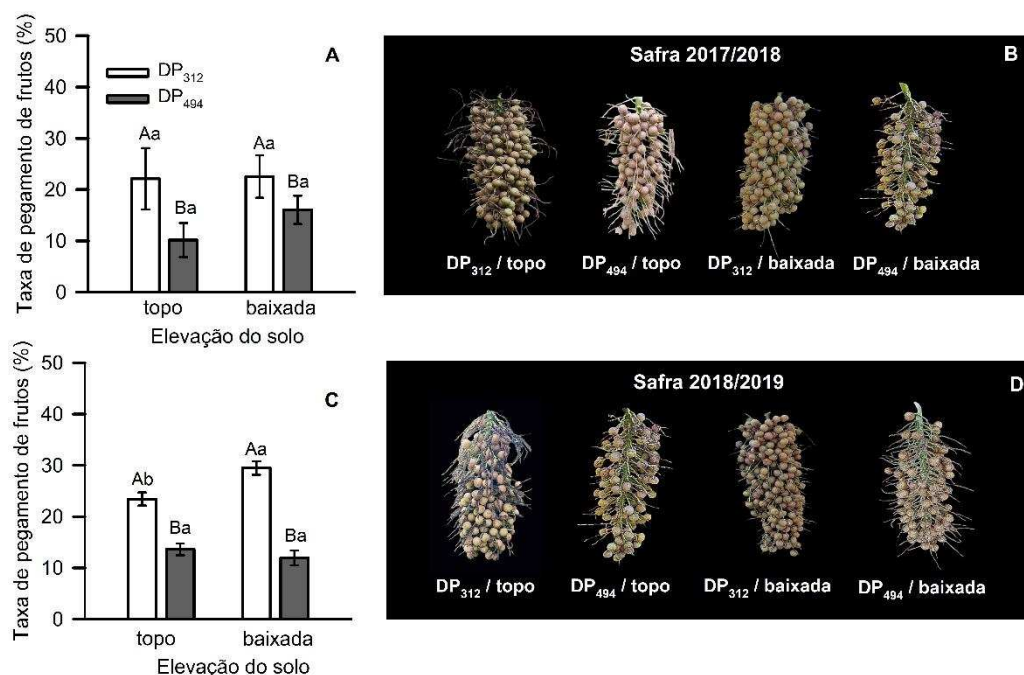 A
Taxa de pegamento de frutos (%)
50
40
30
20
10
0
DP312
DP494
Aa
Ba
Aa
Ba
topo
baixada
Elevação do solo
Safra 2017/2018
B
DP312 / topo
DP494 / topo
DP312 / baixada
DP494 / baixada
C
Taxa de pegamento de frutos (%)
50
40
30
20
10
0
Ab
Ba
Aa
Ba
topo
baixada
Elevação do solo
Safra 2018/2019
D
DP312 / topo
DP494 / topo
DP312 / baixada
DP494 / baixada